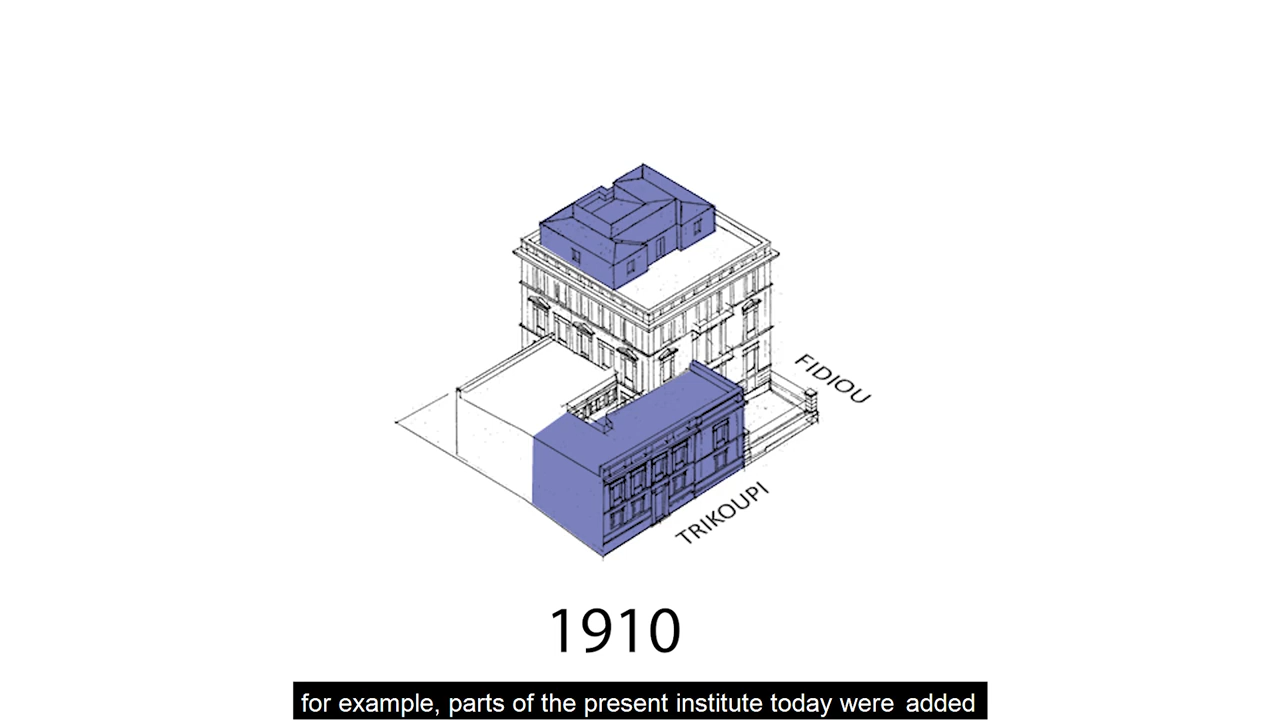 FIDIOU
TRIKOUPI
1910
for example, parts of the present institute today were added